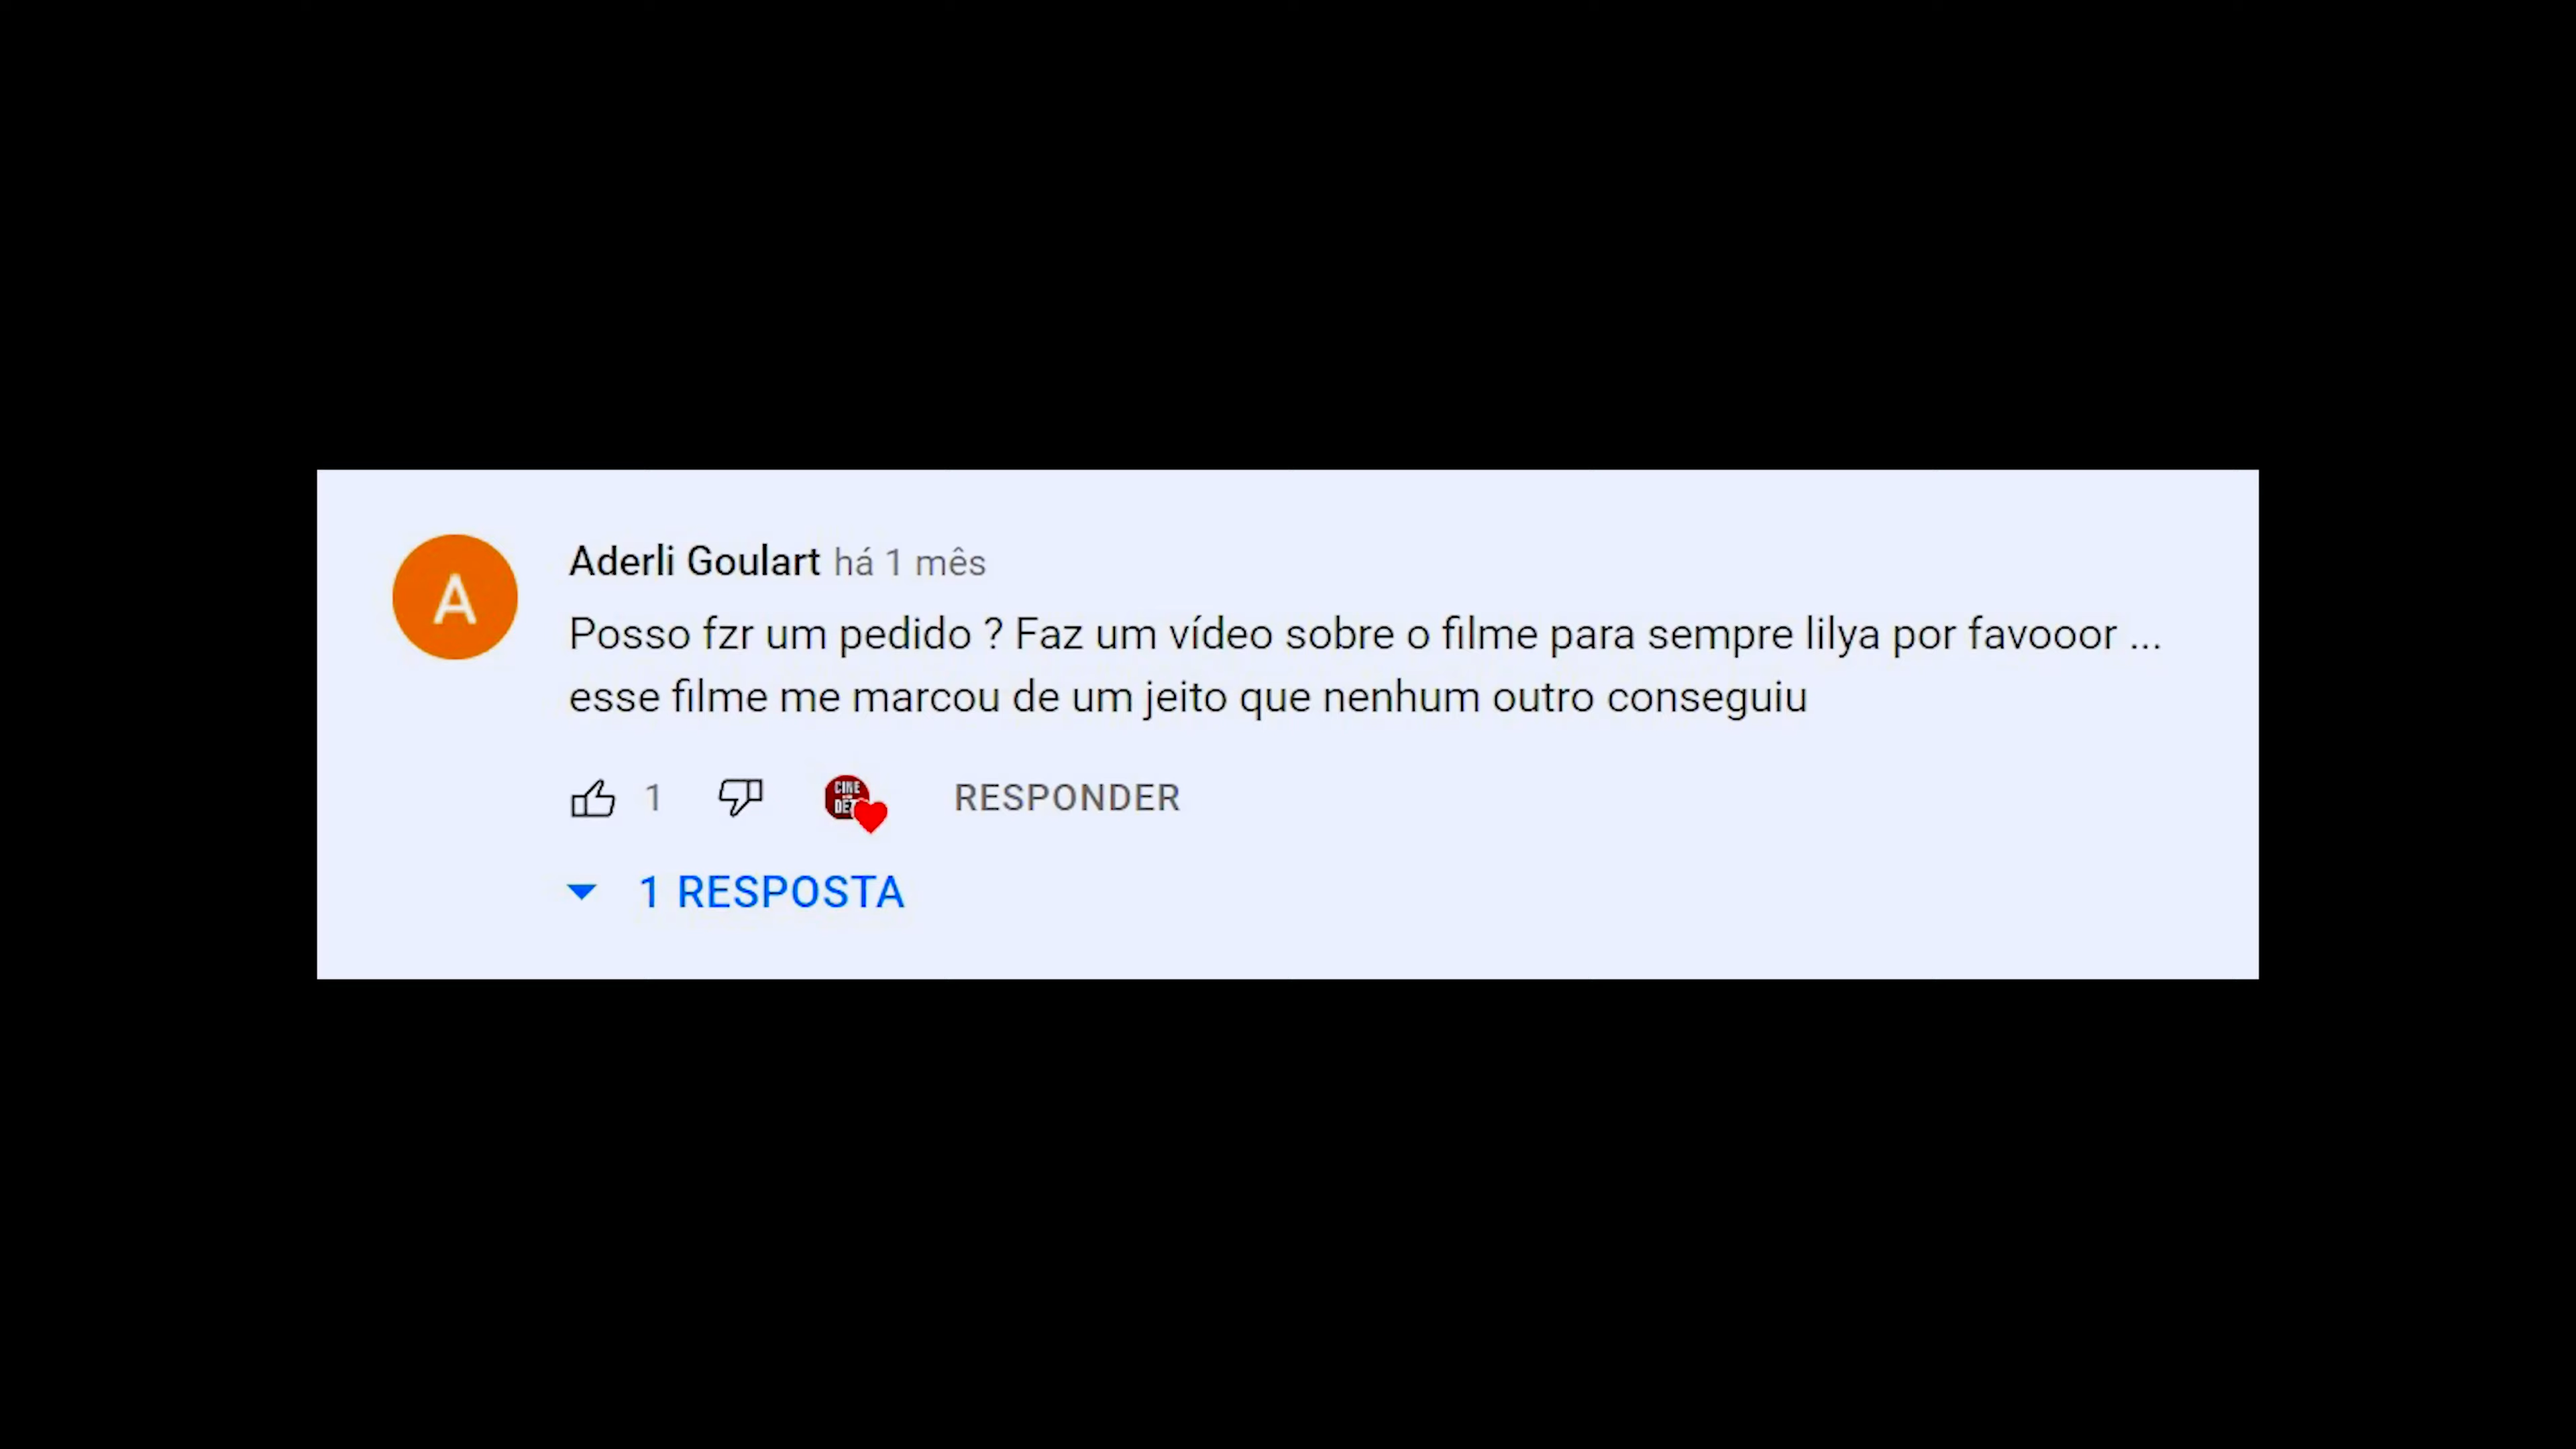 A
Aderli Goulart há 1 mês
Posso fzr um pedido ? Faz um vídeo sobre o filme para sempre lilya por favooor ...
esse filme me marcou de um jeito que nenhum outro conseguiu
1
CINE
RESPONDER
1 RESPOSTA